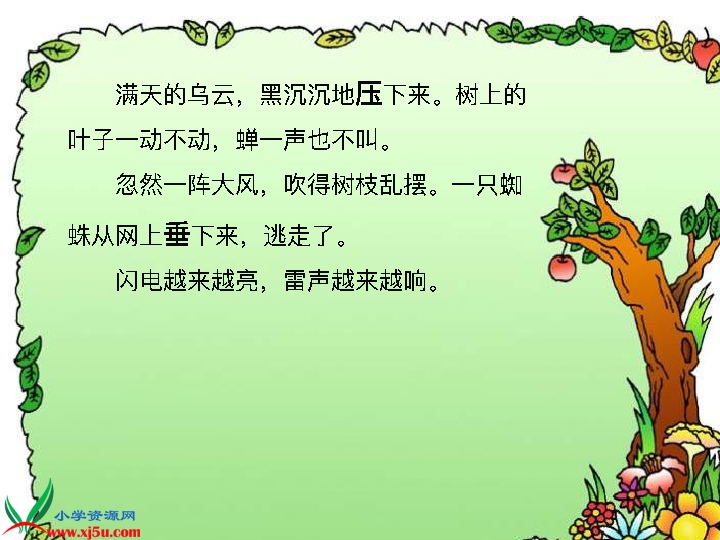 满天的乌云，黑沉沉地压下来。树上的
叶子一动不动，蝉一声也不叫。
忽然一阵大风，吹得树枝乱摆。一只蜘
蛛从网上垂下来，逃走了。
闪电越来越亮，雷声越来越响。
小学资源网
www.xj5u.com